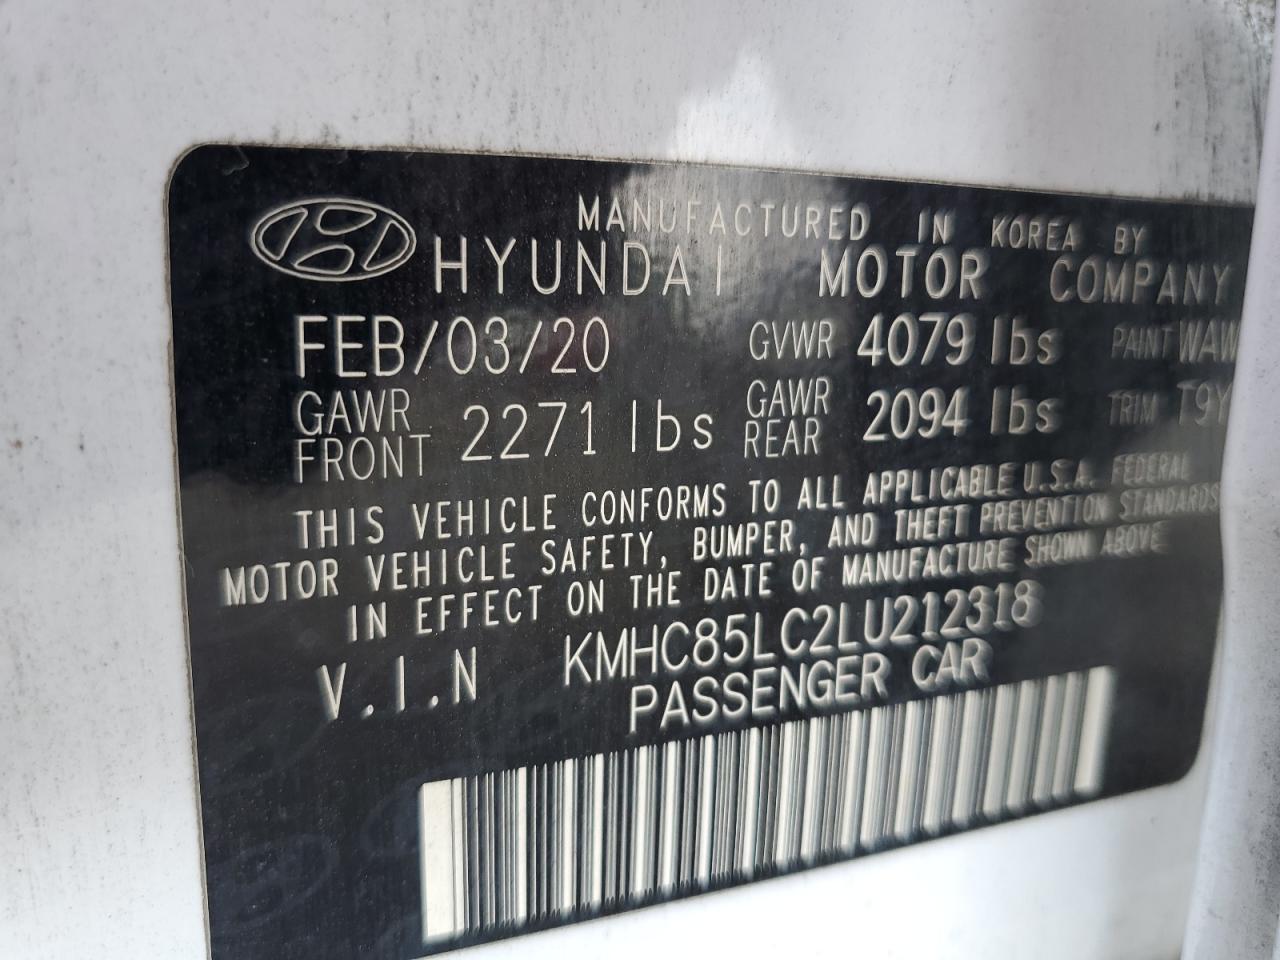 MANUFACTURED IN KOREA BY
HYUNDAI MOTOR COMPANY
FEB/03/20 GVWR 4079 lbs PAINT WAW
GAWR FRONT 2271 lbs GAWR REAR 2094 lbs TRIM T9Y
THIS VEHICLE CONFORMS TO ALL APPLICABLE U.S.A. FEDERAL
MOTOR VEHICLE SAFETY, BUMPER, AND THEFT PREVENTION STANDARDS
IN EFFECT ON THE DATE OF MANUFACTURE SHOWN ABOVE
V.I.N KMHC85LC2LU212318
PASSENGER CAR